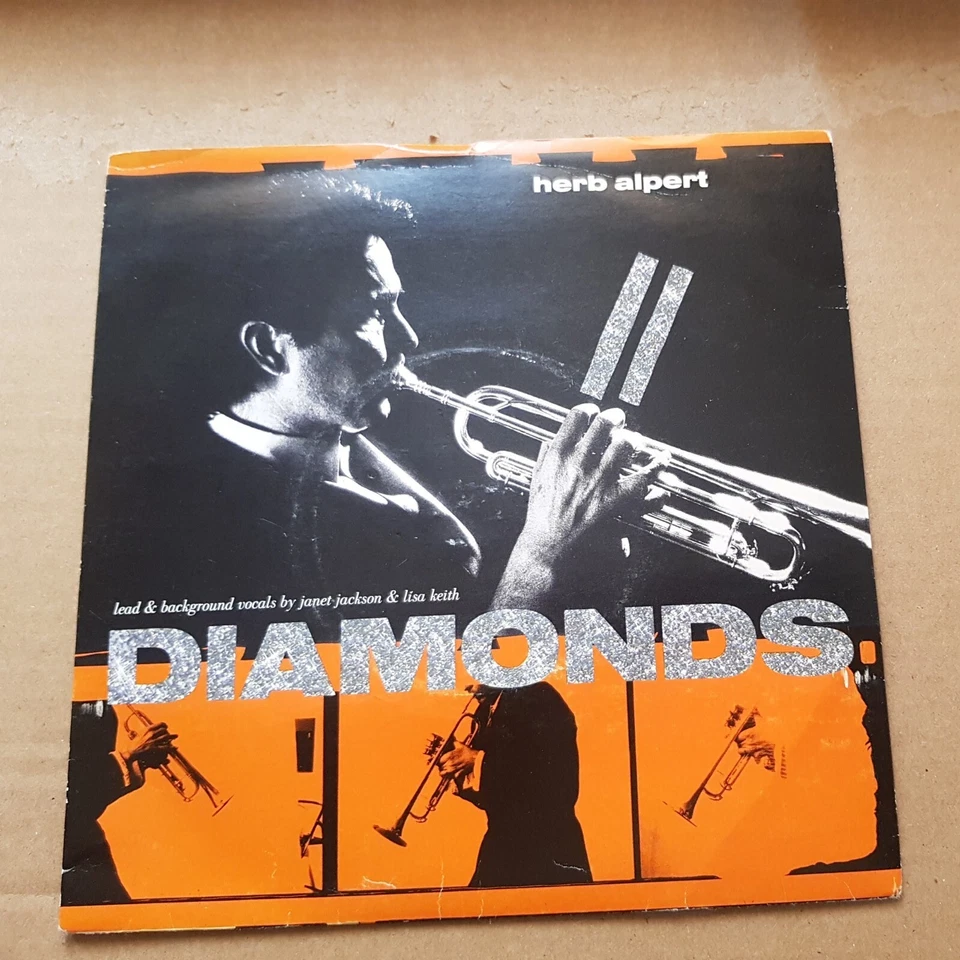 herb alpert
lead & background vocals by janet jackson & lisa keith
DIAMONDS